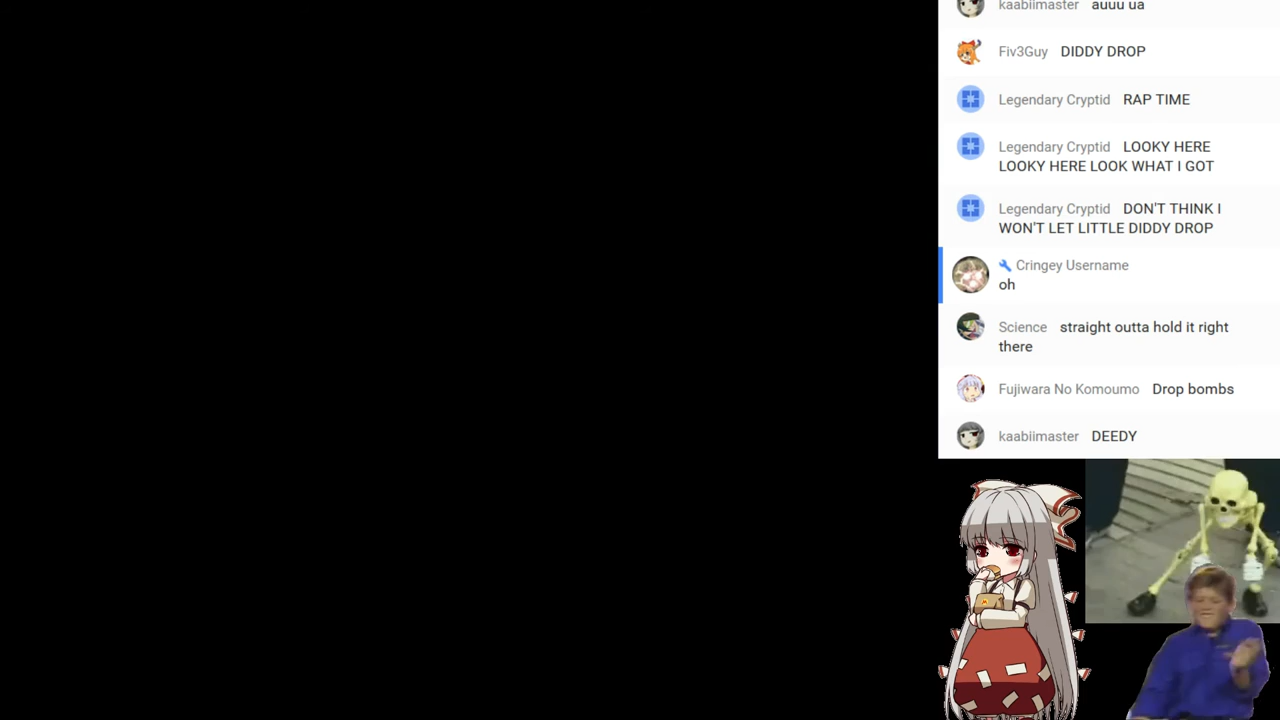 kaabiimaster auuu ua
Fiv3Guy DIDDY DROP
Legendary Cryptid RAP TIME
Legendary Cryptid LOOKY HERE
LOOKY HERE LOOK WHAT I GOT
Legendary Cryptid DON'T THINK I
WON'T LET LITTLE DIDDY DROP
Cringey Username
oh
Science straight outta hold it right
there
Fujiwara No Komoumo Drop bombs
kaabiimaster DEEDY